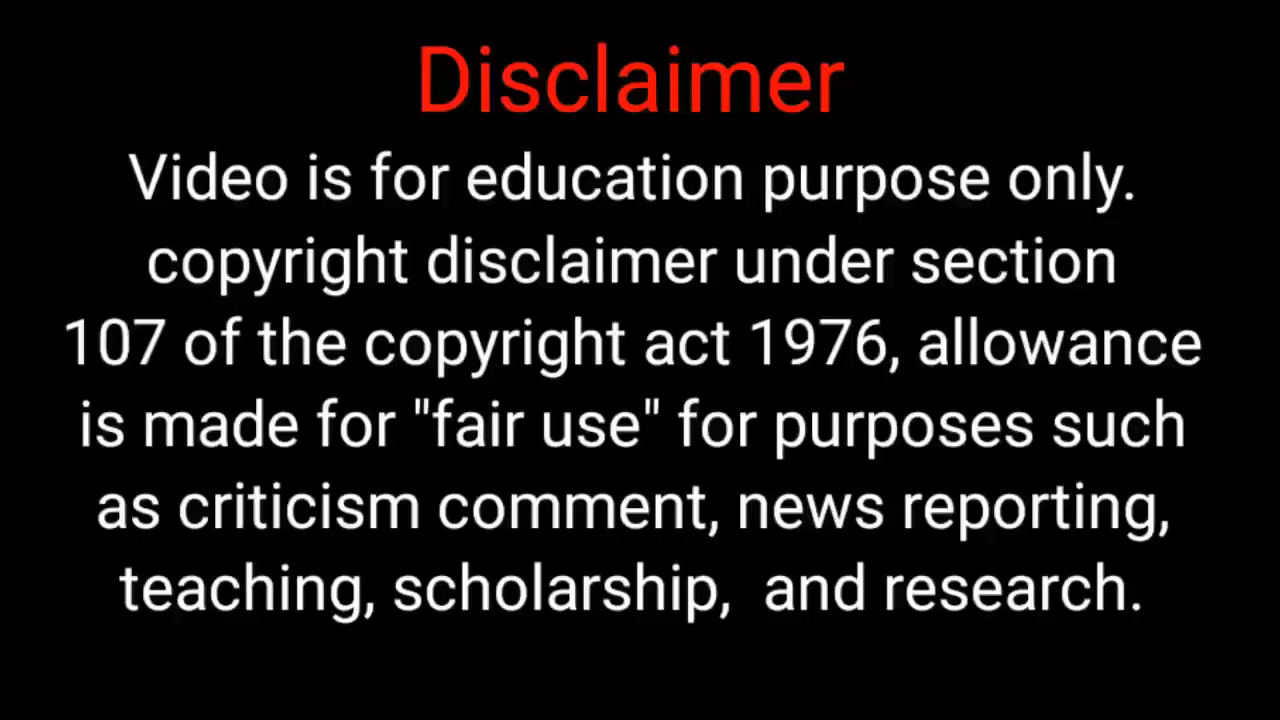 Disclaimer
Video is for education purpose only.
copyright disclaimer under section
107 of the copyright act 1976, allowance
is made for "fair use" for purposes such
as criticism comment, news reporting,
teaching, scholarship,  and research.